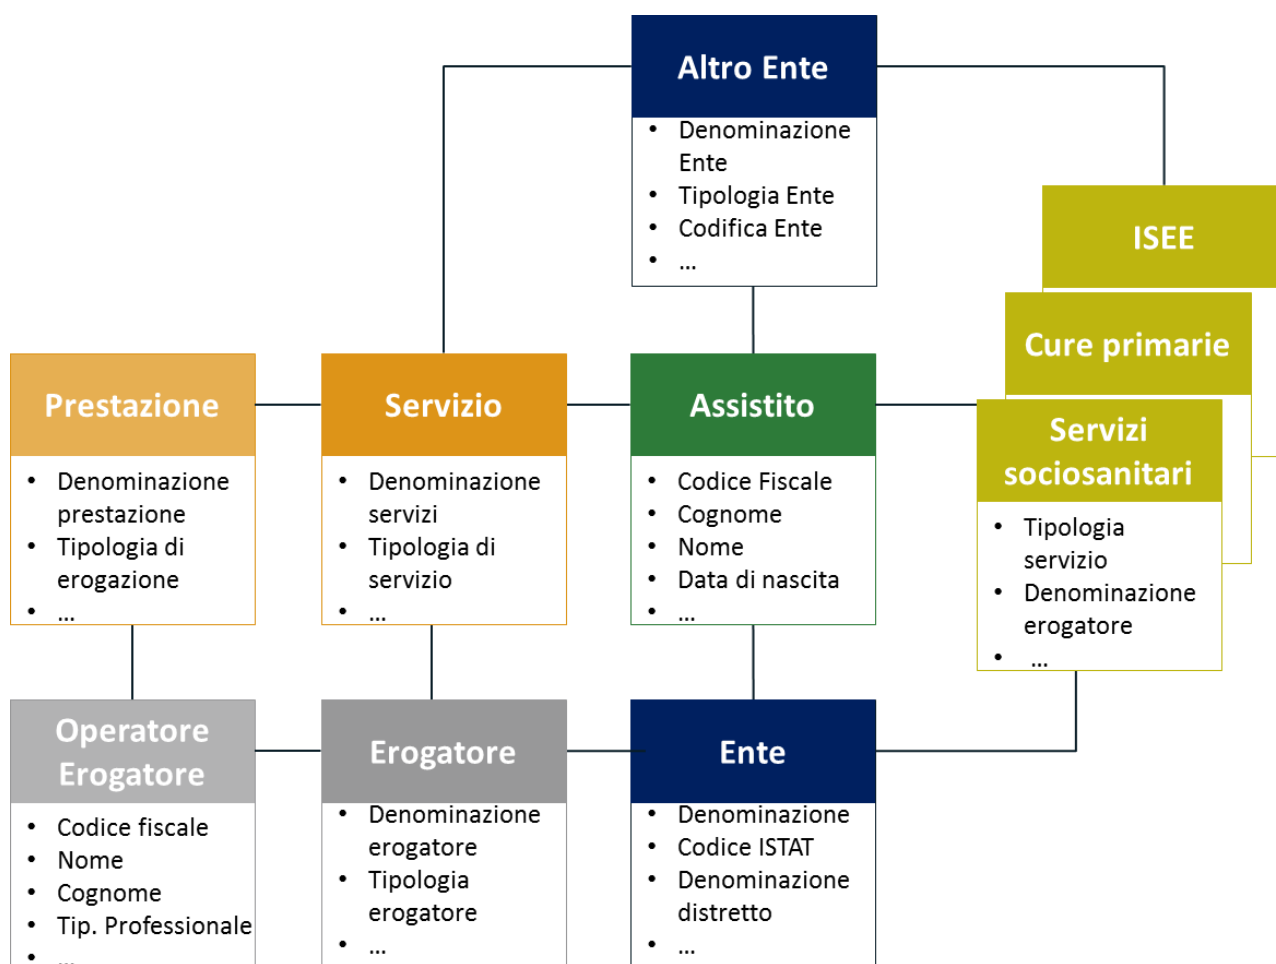 Altro Ente
• Denominazione
Ente
• Tipologia Ente
• Codifica Ente
• ...
ISEE
Cure primarie
Servizi
sociosanitari
• Tipologia
servizio
• Denominazione
erogatore
• ...
Prestazione
• Denominazione
prestazione
• Tipologia di
erogazione
• ...
Servizio
• Denominazione
servizi
• Tipologia di
servizio
• ...
Assistito
• Codice Fiscale
• Cognome
• Nome
• Data di nascita
• ...
Operatore
Erogatore
• Codice fiscale
• Nome
• Cognome
• Tip. Professionale
• ...
Erogatore
• Denominazione
erogatore
• Tipologia
erogatore
• ...
Ente
• Denominazione
• Codice ISTAT
• Denominazione
distretto
• ...